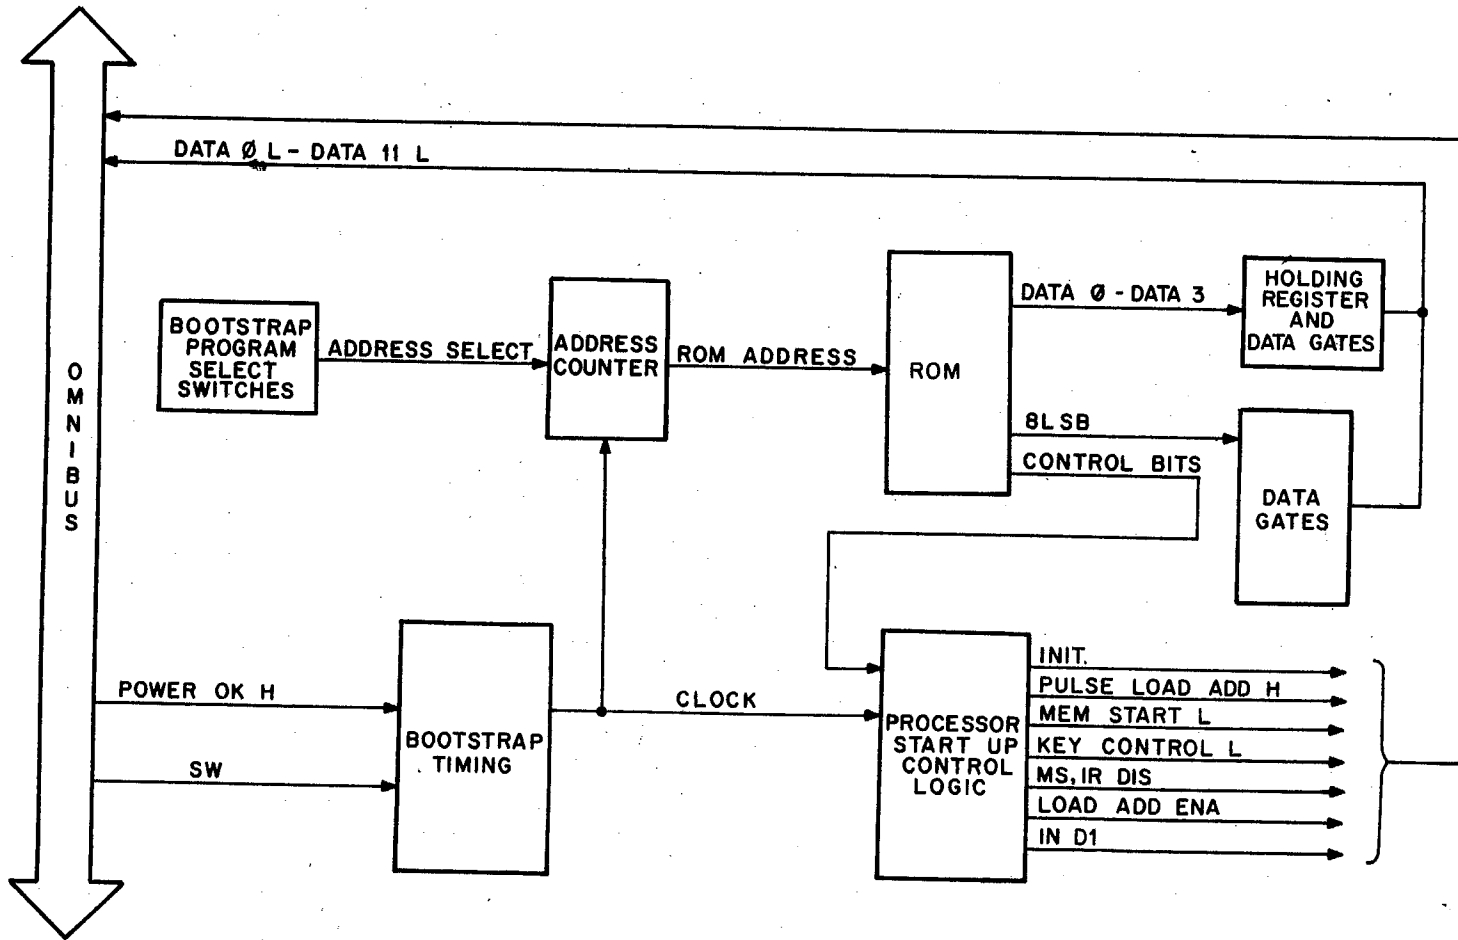 DATA Ø L - DATA 11 L
OMNIBUS
BOOTSTRAP
PROGRAM
SELECT
SWITCHES
ADDRESS SELECT
ADDRESS
COUNTER
ROM ADDRESS
ROM
DATA Ø - DATA 3
HOLDING
REGISTER
AND
DATA GATES
8LSB
CONTROL BITS
DATA
GATES
POWER OK H
SW
BOOTSTRAP
TIMING
CLOCK
PROCESSOR
START UP
CONTROL
LOGIC
INIT.
PULSE LOAD ADD H
MEM START L
KEY CONTROL L
MS, IR DIS
LOAD ADD ENA
IN D1